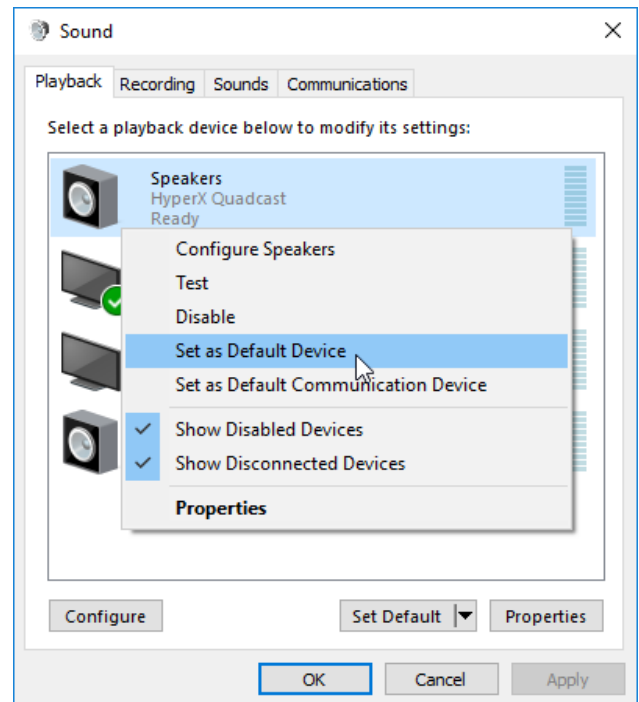 Sound
Playback Recording Sounds Communications
Select a playback device below to modify its settings:
Speakers
HyperX Quadcast
Ready
Configure Speakers
Test
Disable
Set as Default Device
Set as Default Communication Device
Show Disabled Devices
Show Disconnected Devices
Properties
Configure Set Default Properties
OK Cancel Apply